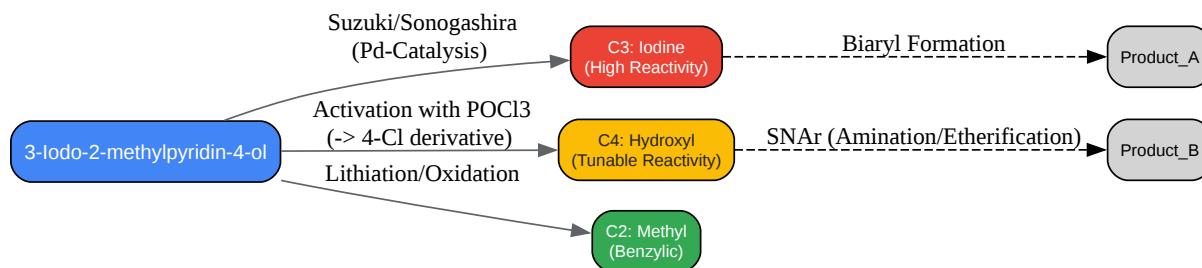 Suzuki/Sonogashira
(Pd-Catalysis)
C3: Iodine
(High Reactivity)
Biaryl Formation
Product_A
3-Iodo-2-methylpyridin-4-ol
Activation with POCl3
(-> 4-Cl derivative)
C4: Hydroxyl
(Tunable Reactivity)
SNAr (Amination/Etherification)
Product_B
Lithiation/Oxidation
C2: Methyl
(Benzylic)